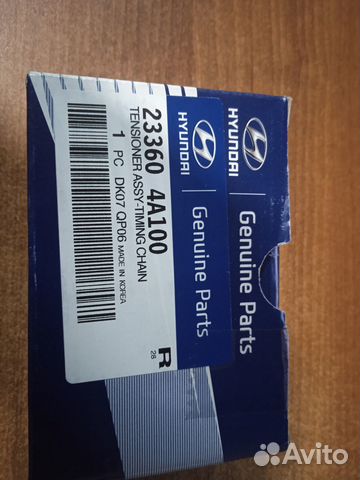 23360 4A100
TENSIONER ASSY-TIMING CHAIN
1 PC DK07 QP06 MADE IN KOREA
R
28
HYUNDAI
Genuine Parts
HYUNDAI
Genuine Parts
Avito